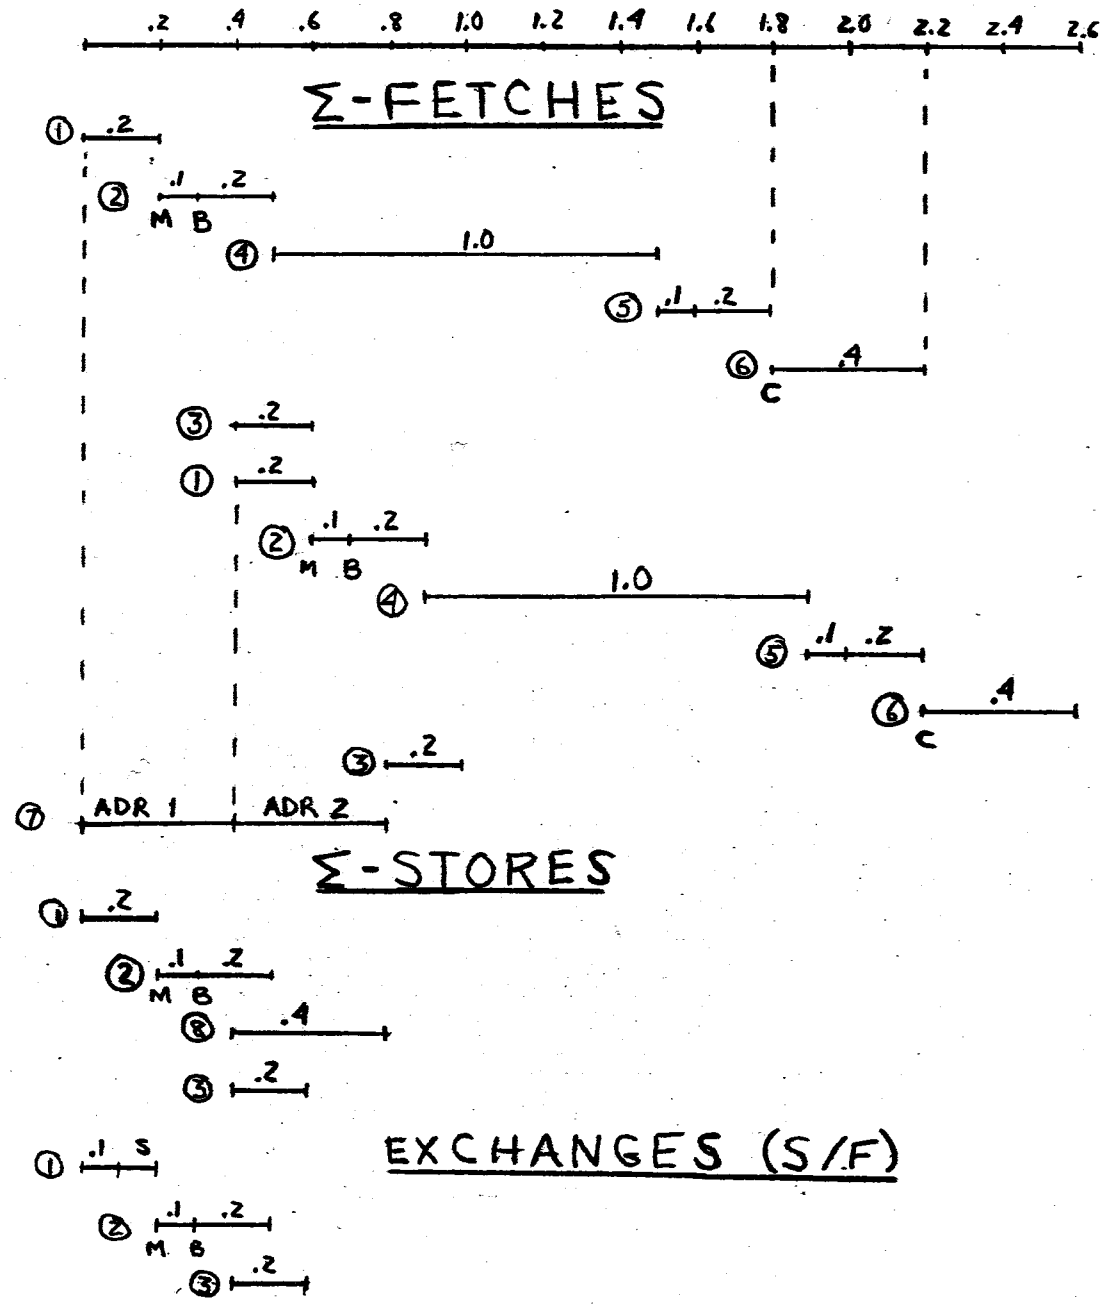 .2 .4 .6 .8 1.0 1.2 1.4 1.6 1.8 2.0 2.2 2.4 2.6
Σ-FETCHES
① .2
② .1 .2
M B
④ 1.0
⑤ .1 .2
⑥ .4
C
③ .2
① .2
② .1 .2
M B
④ 1.0
⑤ .1 .2
⑥ .4
C
③ .2
⑦ ADR 1 ADR 2
Σ-STORES
① .2
② .1 .2
M B
⑧ .4
③ .2
EXCHANGES (S/F)
① .1 S
② .1 .2
M B
③ .2